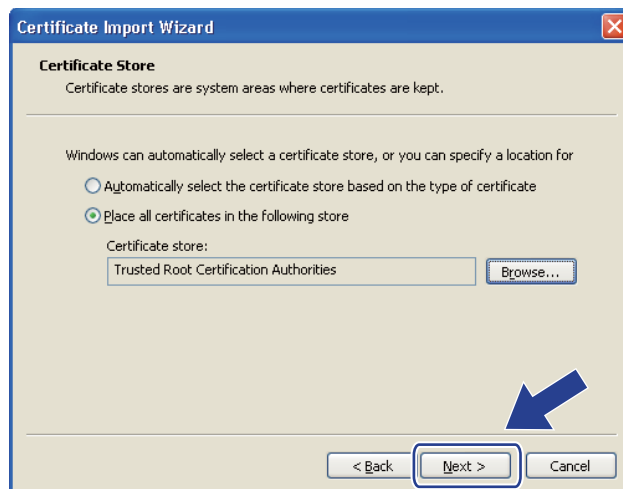 Certificate Import Wizard
Certificate Store
Certificate stores are system areas where certificates are kept.
Windows can automatically select a certificate store, or you can specify a location for
Automatically select the certificate store based on the type of certificate
Place all certificates in the following store
Certificate store:
Trusted Root Certification Authorities
Browse...
< Back
Next >
Cancel